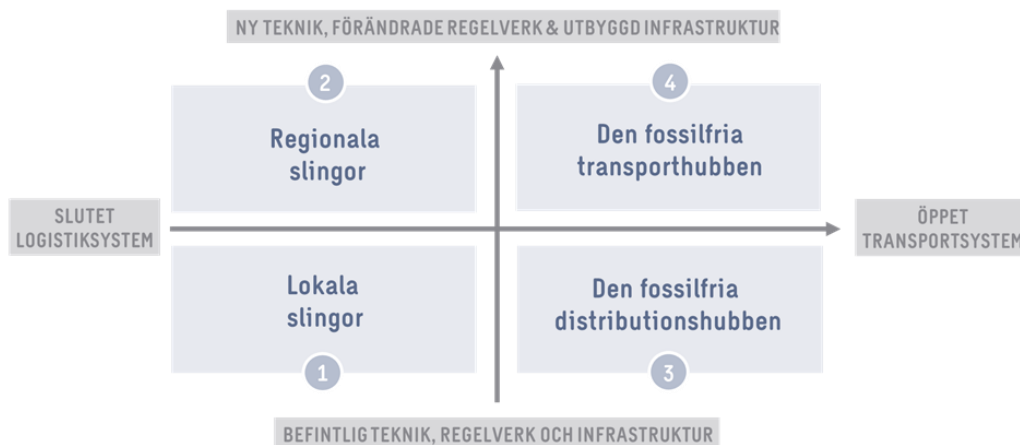 NY TEKNIK, FÖRÄNDRADE REGELVERK & UTBYGGD INFRASTRUKTUR
2
4
Regionala
slingor
Den fossilfria
transporthubben
SLUTET
LOGISTIKSYSTEM
ÖPPET
TRANSPORTSYSTEM
Lokala
slingor
Den fossilfria
distributionshubben
1
3
BEFINTLIG TEKNIK, REGELVERK OCH INFRASTRUKTUR